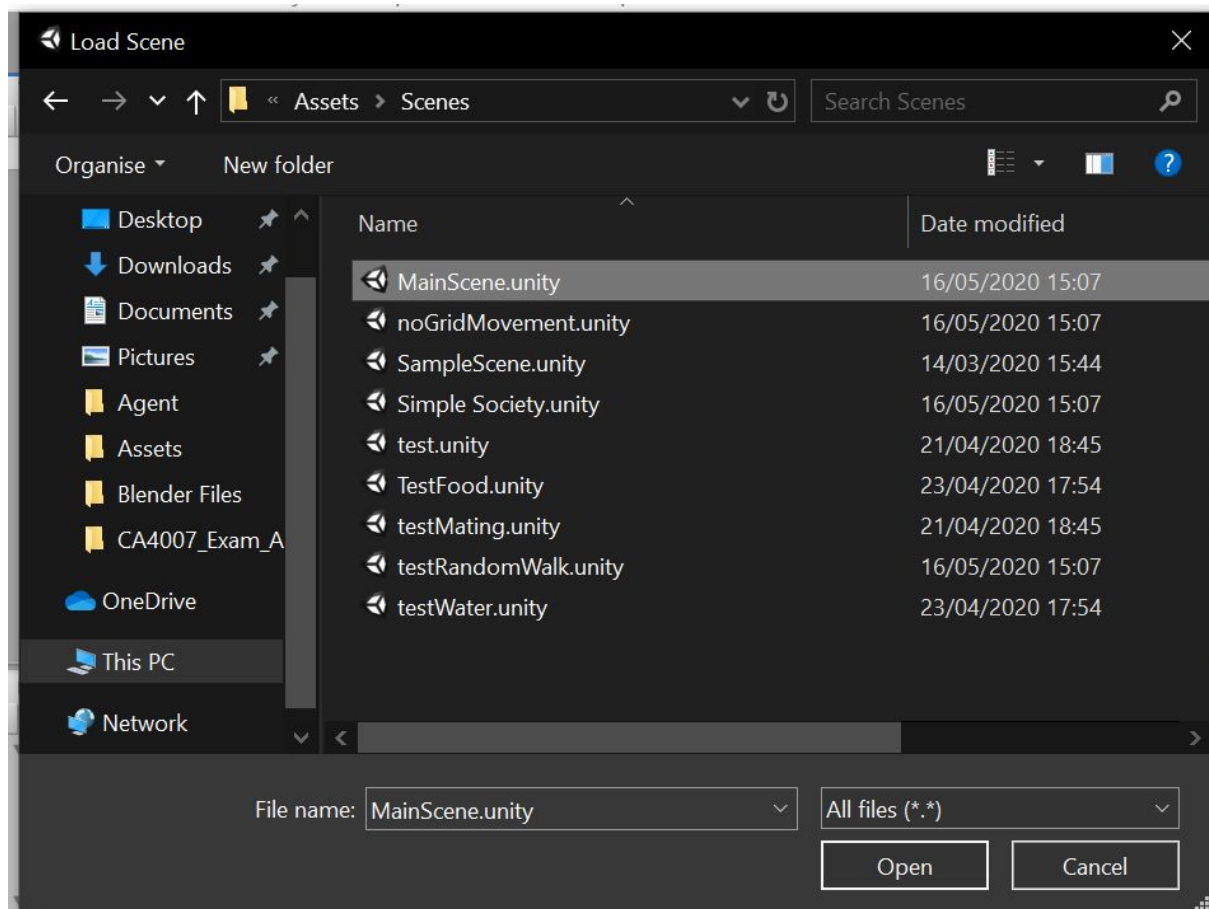 Load Scene
« Assets > Scenes
Search Scenes
Organise
New folder
Name
Date modified
Desktop
Downloads
Documents
Pictures
Agent
Assets
Blender Files
CA4007_Exam_A
OneDrive
This PC
Network
MainScene.unity 16/05/2020 15:07
noGridMovement.unity 16/05/2020 15:07
SampleScene.unity 14/03/2020 15:44
Simple Society.unity 16/05/2020 15:07
test.unity 21/04/2020 18:45
TestFood.unity 23/04/2020 17:54
testMating.unity 21/04/2020 18:45
testRandomWalk.unity 16/05/2020 15:07
testWater.unity 23/04/2020 17:54
File name: MainScene.unity
All files (*.*)
Open
Cancel